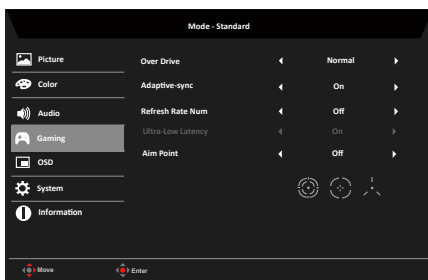 Mode - Standard
Picture
Over Drive Normal
Color
Adaptive-sync On
Audio
Refresh Rate Num Off
Gaming
Ultra-Low Latency On
OSD
Aim Point Off
System
Information
Move Enter